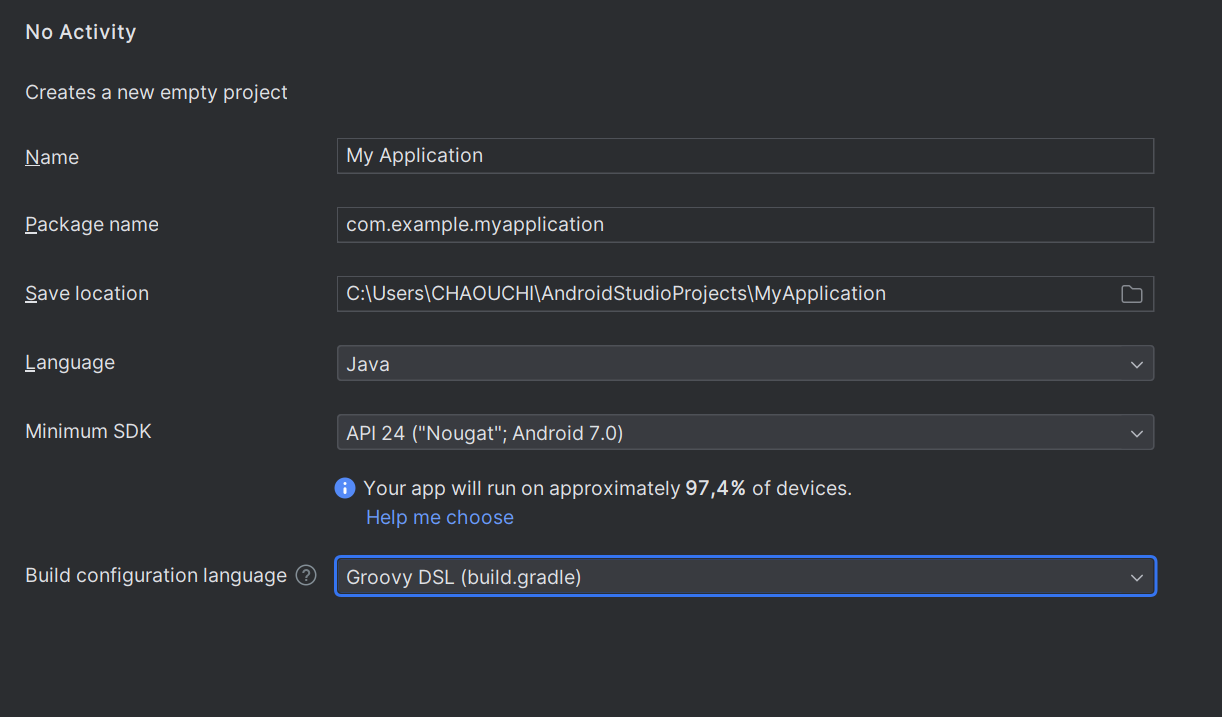 No Activity
Creates a new empty project
Name My Application
Package name com.example.myapplication
Save location C:\Users\CHAOUCHI\AndroidStudioProjects\MyApplication
Language Java
Minimum SDK API 24 ("Nougat"; Android 7.0)
Your app will run on approximately 97,4% of devices.
Help me choose
Build configuration language ? Groovy DSL (build.gradle)